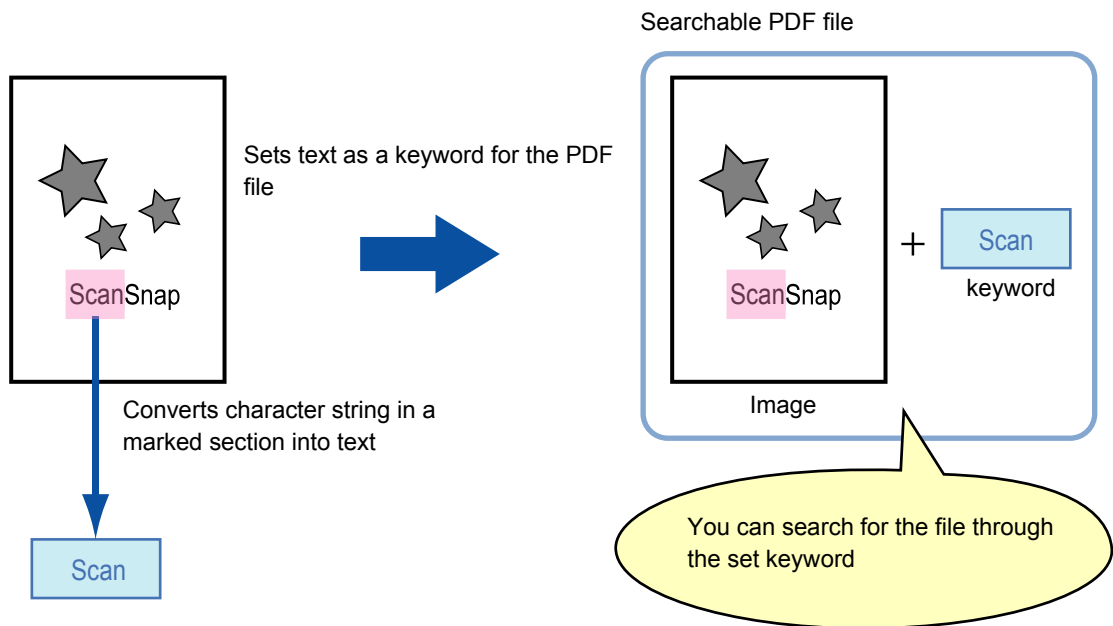 Searchable PDF file
Sets text as a keyword for the PDF
file
ScanSnap
Converts character string in a
marked section into text
Scan
ScanSnap
Image
+
Scan
keyword
You can search for the file through
the set keyword